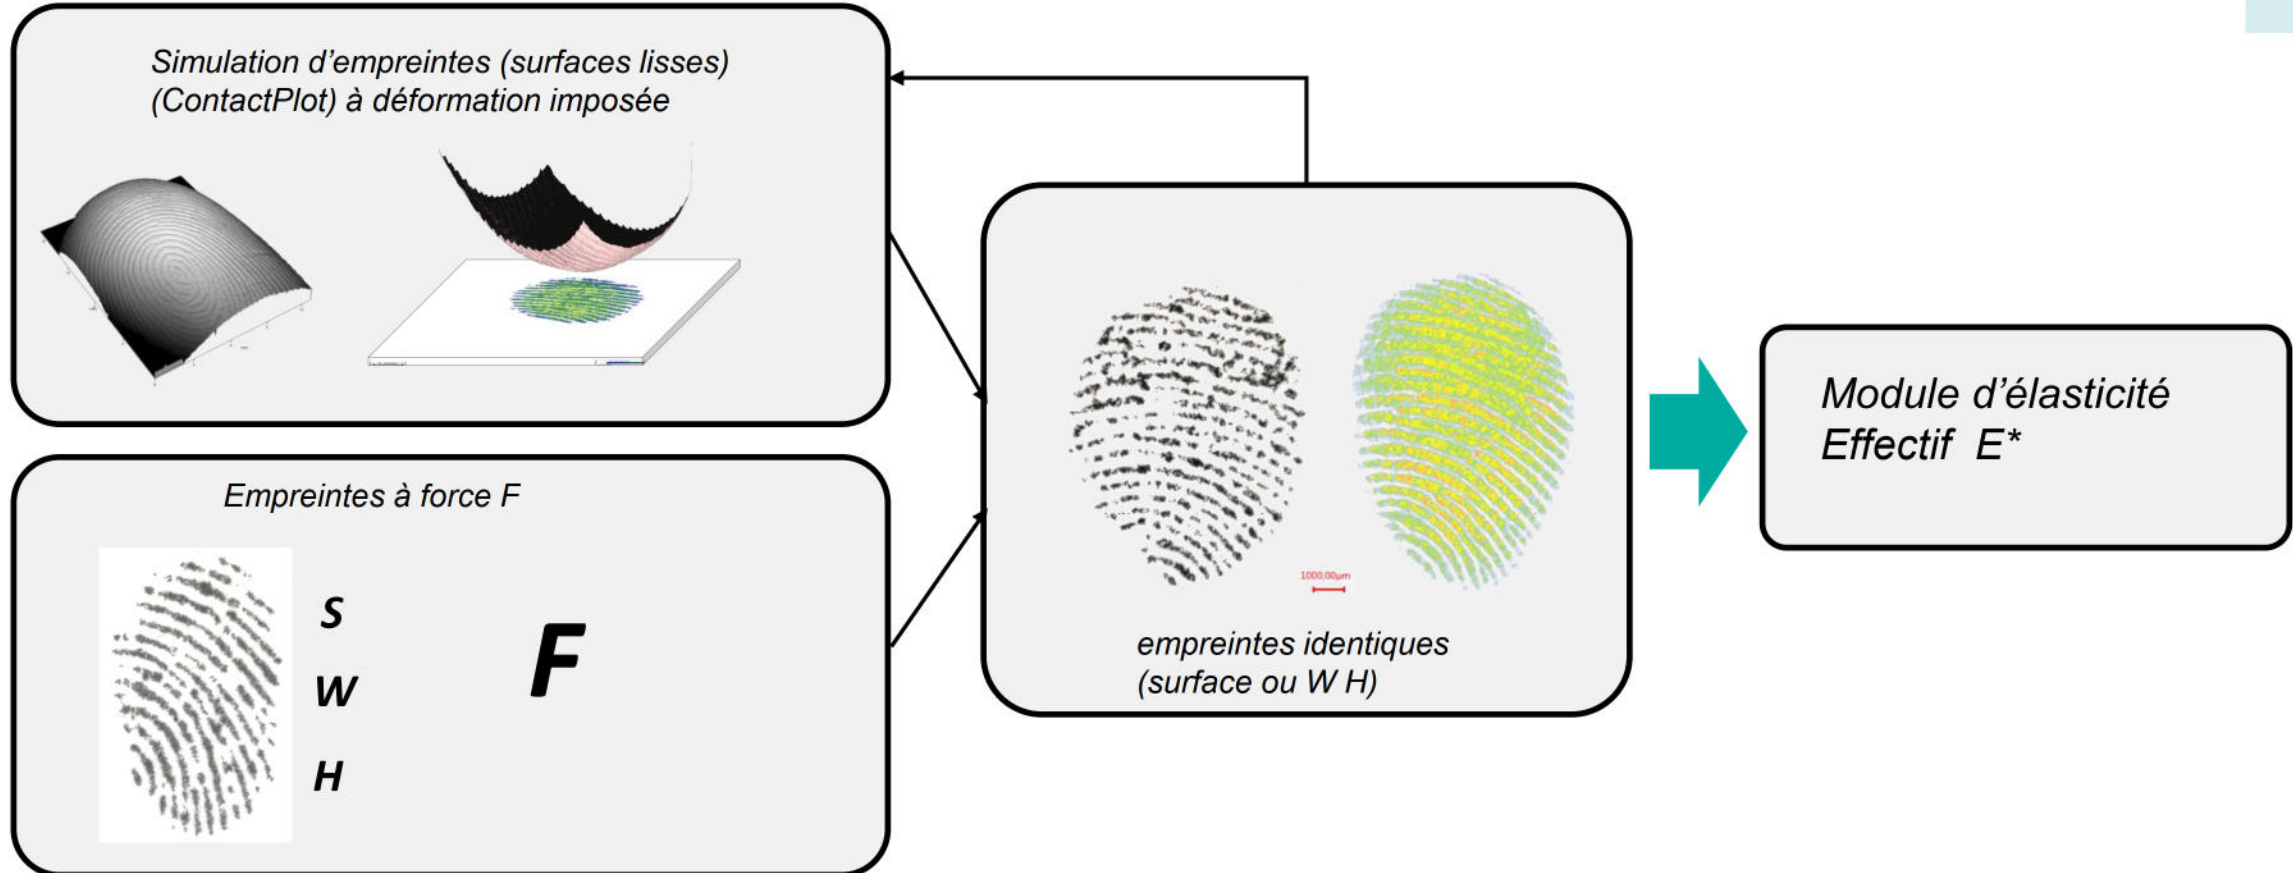 Simulation d’empreintes (surfaces lisses)
(ContactPlot) à déformation imposée
Empreintes à force F
S
W
H
F
1000,00µm
empreintes identiques
(surface ou W H)
Module d’élasticité
Effectif E*